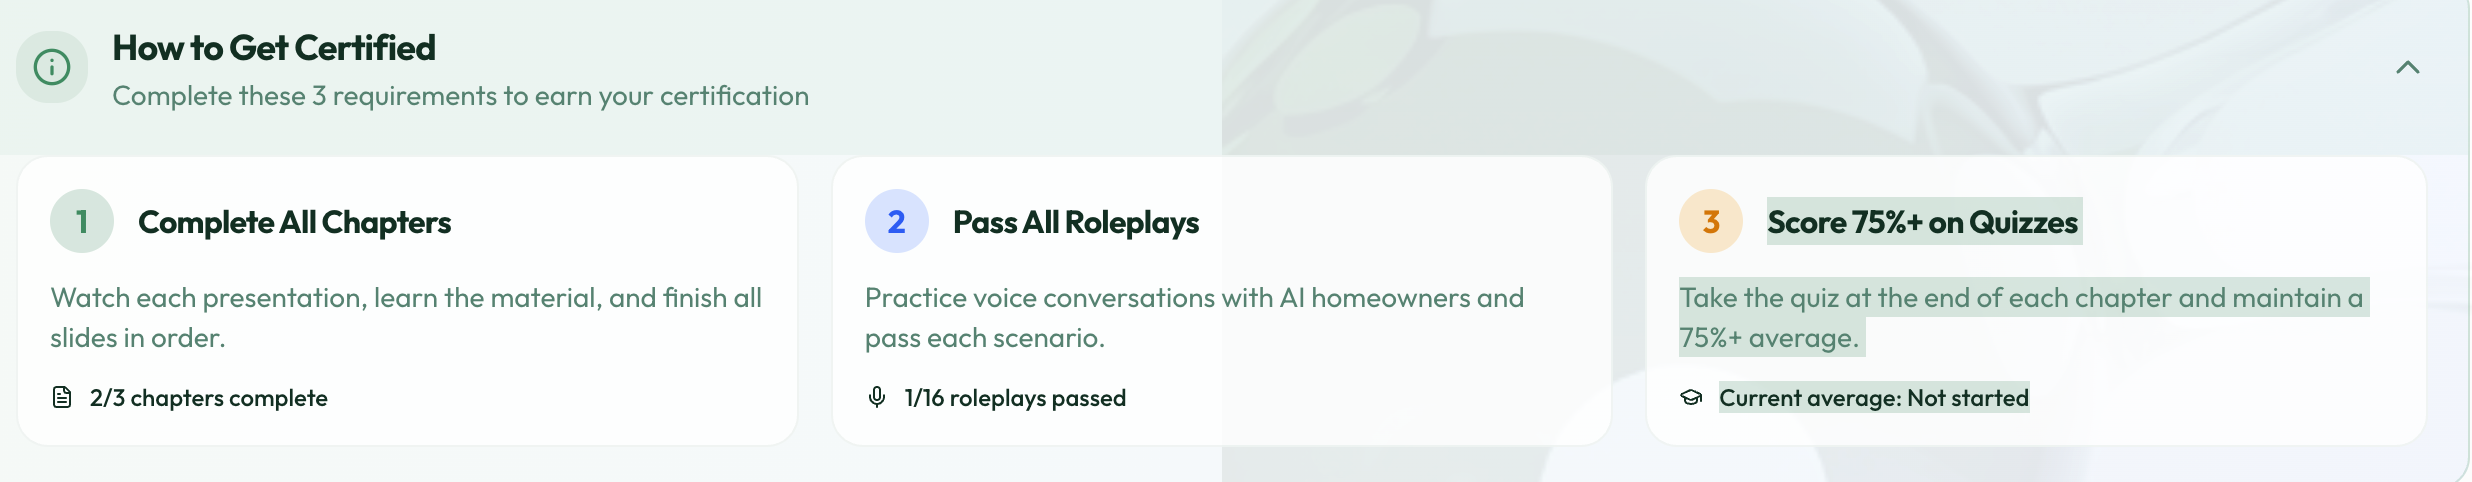 How to Get Certified
Complete these 3 requirements to earn your certification
1
Complete All Chapters
Watch each presentation, learn the material, and finish all
slides in order.
2/3 chapters complete
2
Pass All Roleplays
Practice voice conversations with AI homeowners and
pass each scenario.
1/16 roleplays passed
3
Score 75%+ on Quizzes
Take the quiz at the end of each chapter and maintain a
75%+ average.
Current average: Not started